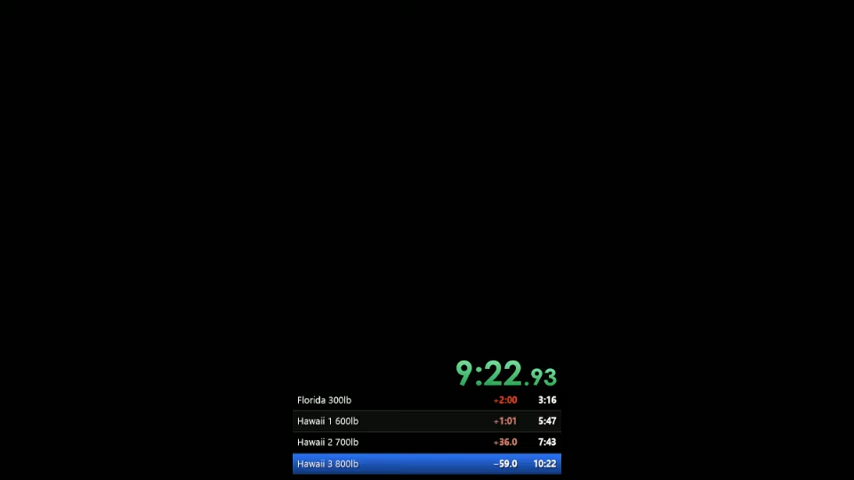 9:22.93
Florida 300lb +2:00 3:16
Hawaii 1 600lb +1:01 5:47
Hawaii 2 700lb +36.0 7:43
Hawaii 3 800lb −59.0 10:22